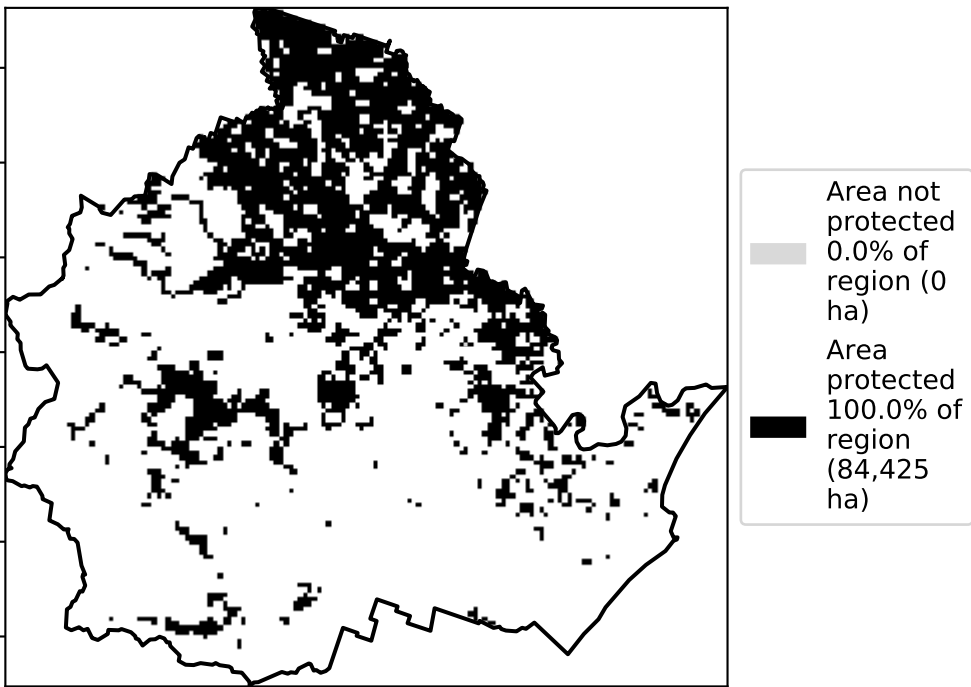 Area not
protected
0.0% of
region (0
ha)
Area
protected
100.0% of
region
(84,425
ha)